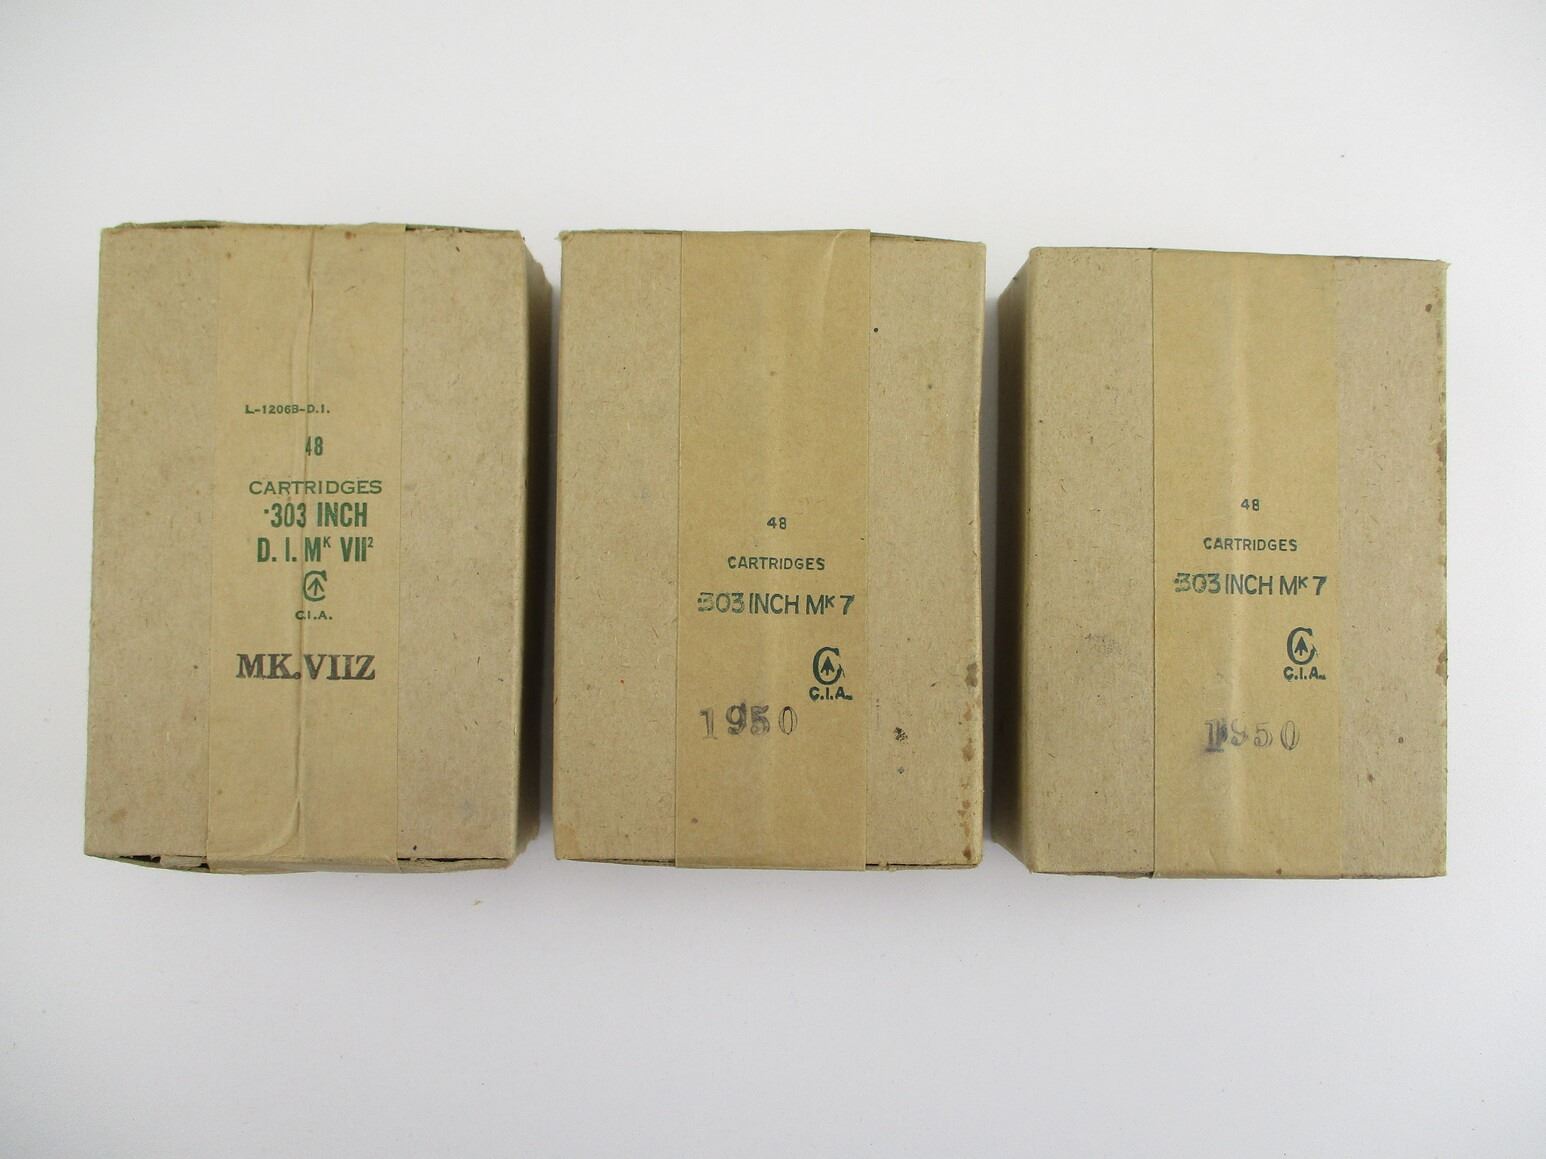 L-1206B-D.I.
48
CARTRIDGES
·303 INCH
D. I. Mᴷ VII²
C
C.I.A.
MK.VIIZ
48
CARTRIDGES
·303 INCH Mᴷ 7
C
C.I.A.
1950
48
CARTRIDGES
·303 INCH Mᴷ 7
C
C.I.A.
1950